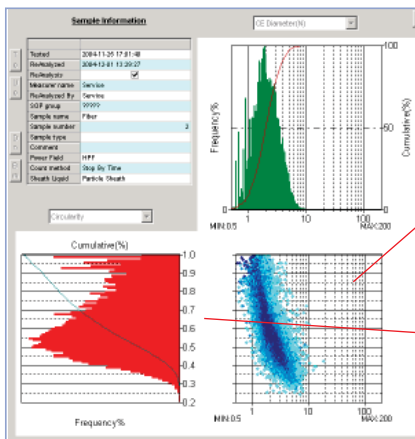 Sample Information
Tested 2004-11-25 17:01:48
ReAnalyzed 2004-12-01 13:29:27
ReAnalysis
Measurer name Service
ReAnalyzed By Service
SOP group ?????
Sample name Fiber
Sample number 3
Sample type
Comment
Power Field HPF
Count method Stop By Time
Sheath Liquid Particle Sheath
CE Diameter(N)
Frequency%
Cumulative(%)
100
50
0
1 10 100
MIN:0.5 MAX:200
Circularity
Cumulative(%)
1.0
0.9
0.8
0.7
0.6
0.5
0.4
0.3
0.2
Frequency%
1 10 100
MIN:0.5 MAX:200